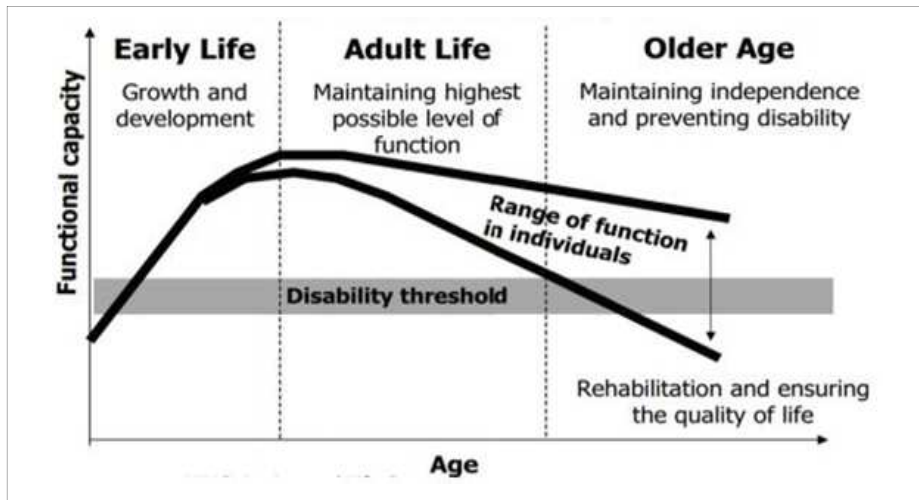 Early Life
Growth and
development
Adult Life
Maintaining highest
possible level of
function
Older Age
Maintaining independence
and preventing disability
Functional capacity
Range of function
in individuals
Disability threshold
Rehabilitation and ensuring
the quality of life
Age